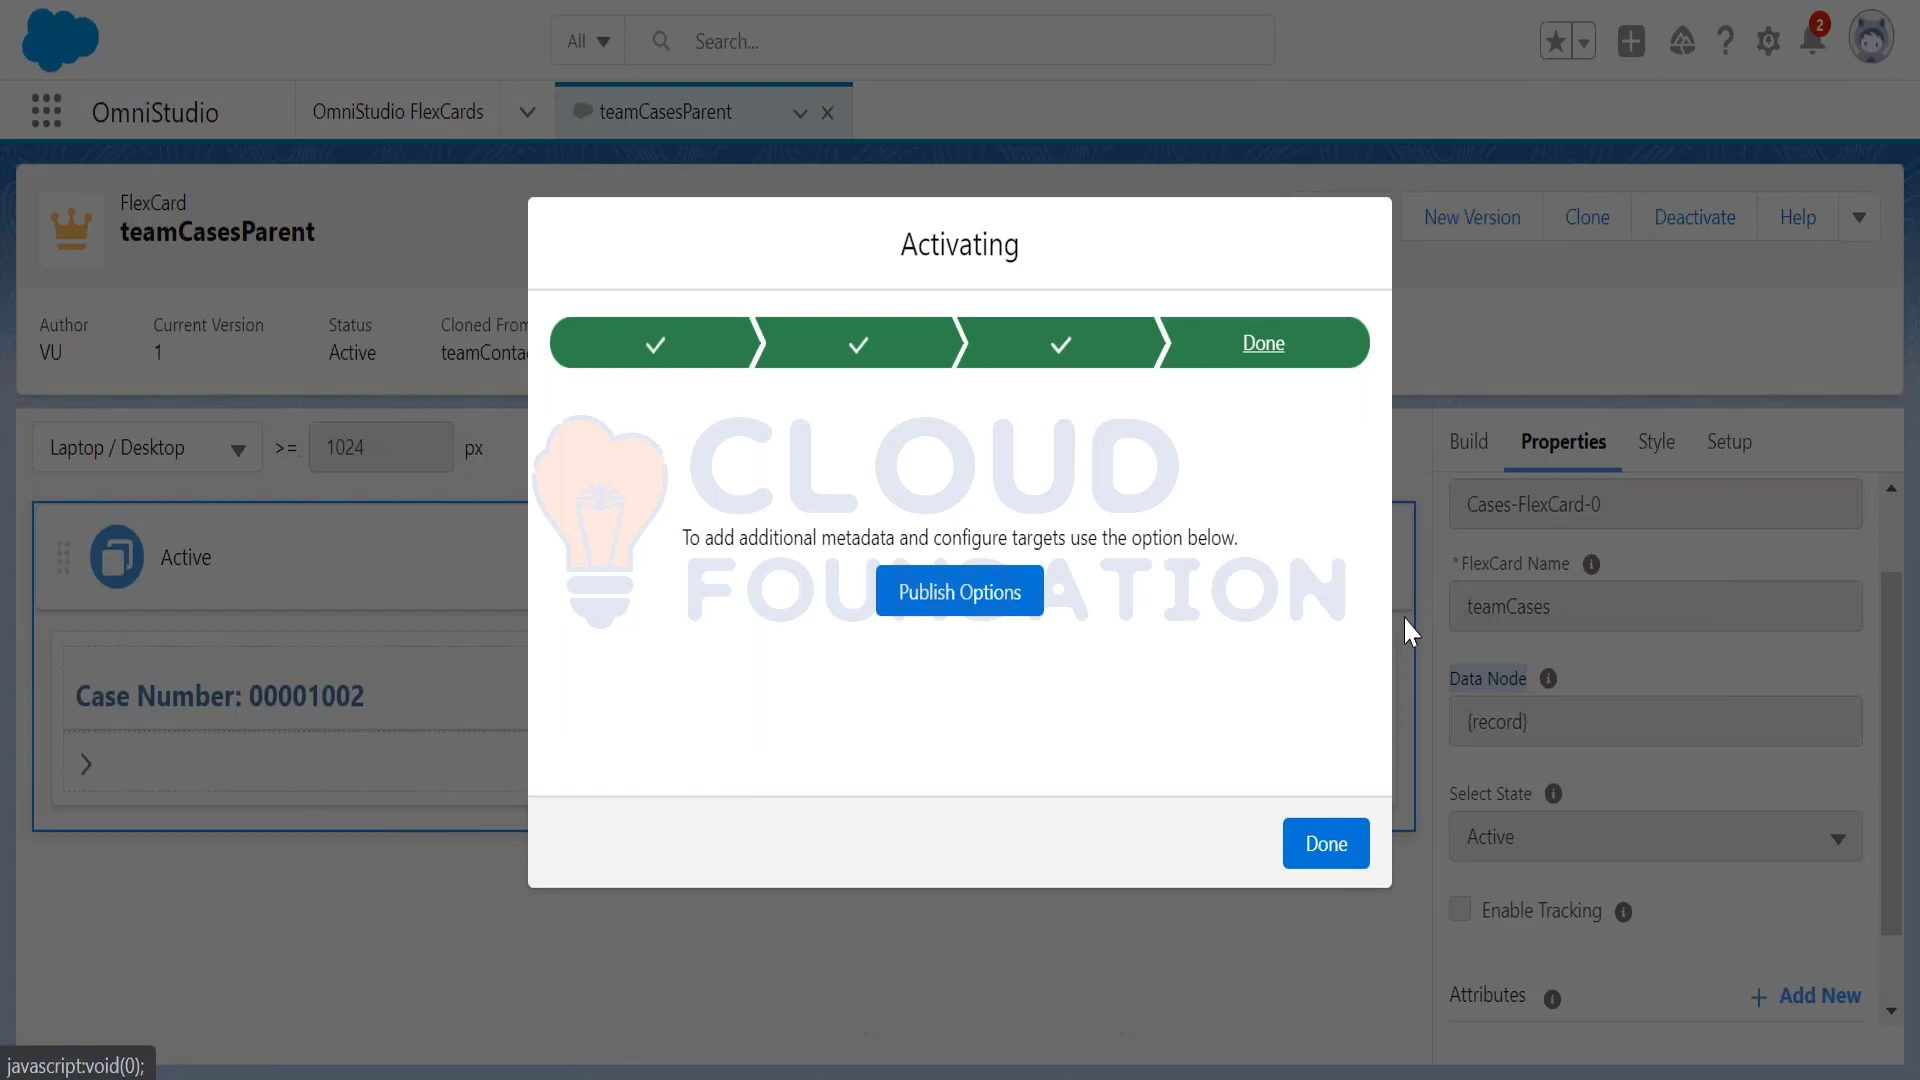 All
Search...
2
OmniStudio
OmniStudio FlexCards
teamCasesParent
FlexCard
teamCasesParent
New Version
Clone
Deactivate
Help
Author
VU
Current Version
1
Status
Active
Cloned From
teamConta
Activating
Done
Laptop / Desktop
>=
1024
px
Active
Case Number: 00001002
CLOUD
FOUNDATION
To add additional metadata and configure targets use the option below.
Publish Options
Done
Build
Properties
Style
Setup
Cases-FlexCard-0
*FlexCard Name
teamCases
Data Node
{record}
Select State
Active
Enable Tracking
Attributes
+ Add New
javascript:void(0);